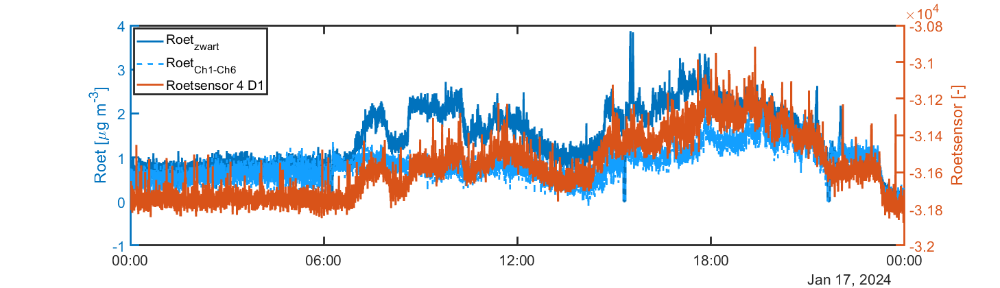 ×10⁴
4
3
2
1
0
-1
Roet [μg m⁻³]
Roet_zwart
Roet_Ch1-Ch6
Roetsensor 4 D1
-3.08
-3.1
-3.12
-3.14
-3.16
-3.18
-3.2
Roetsensor [-]
00:00 06:00 12:00 18:00 00:00
Jan 17, 2024